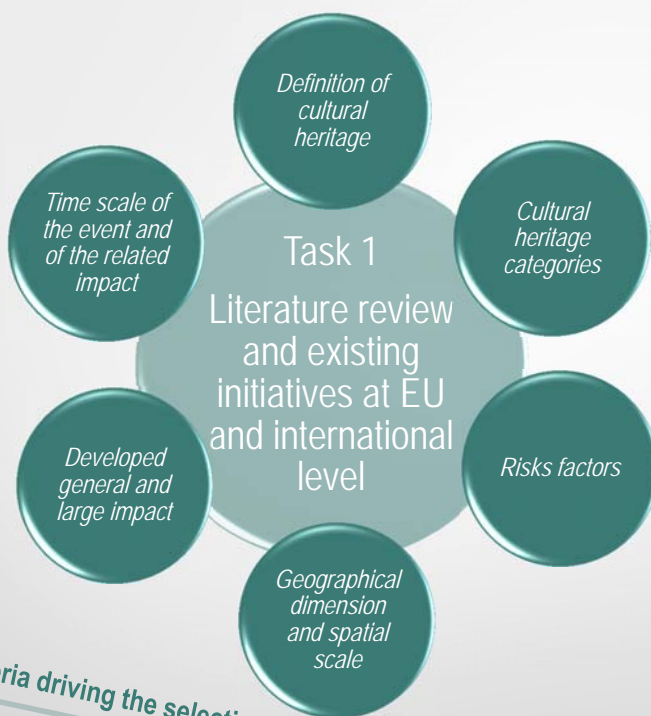 Definition of
cultural
heritage
Cultural
heritage
categories
Risks factors
Geographical
dimension
and spatial
scale
Developed
general and
large impact
Time scale of
the event and
of the related
impact
Task 1
Literature review
and existing
initiatives at EU
and international
level
driving the